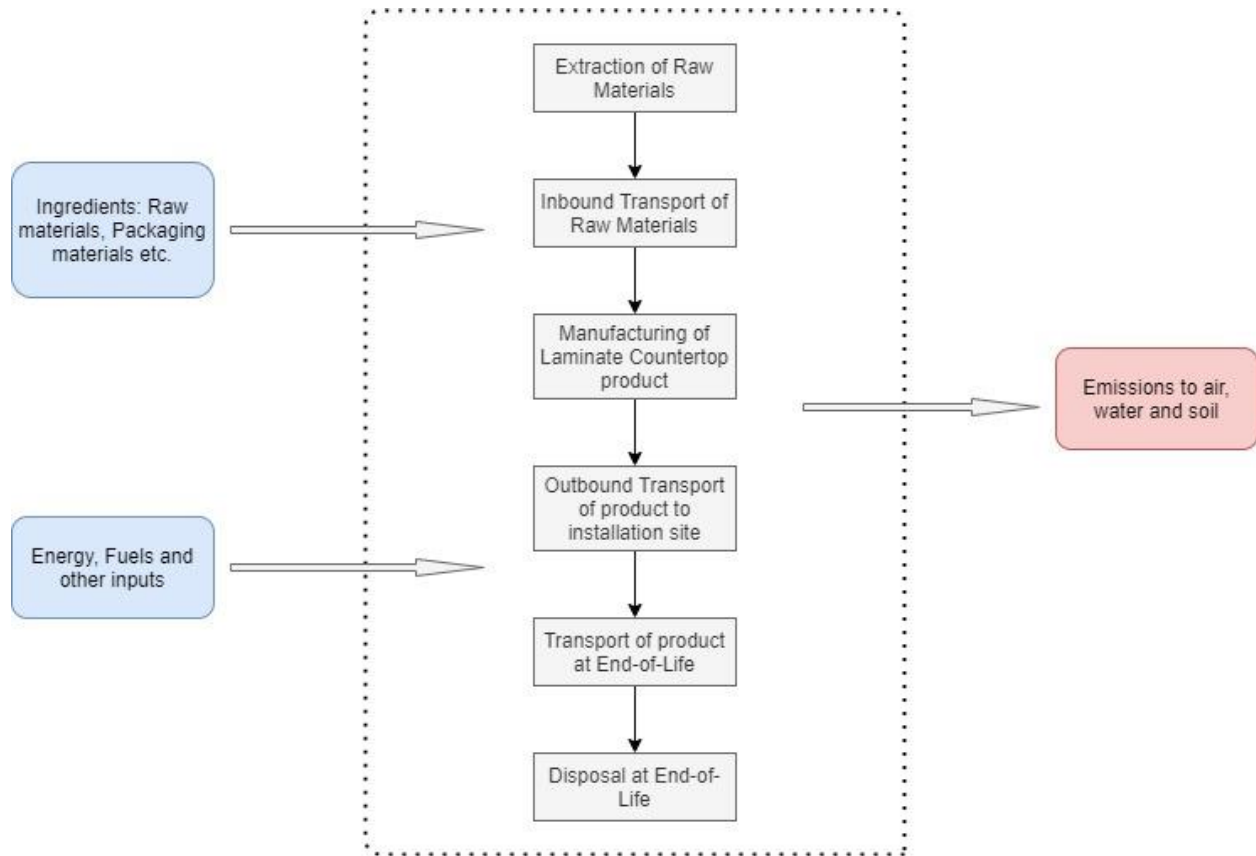 Extraction of Raw
Materials
Ingredients: Raw
materials, Packaging
materials etc.
Inbound Transport of
Raw Materials
Manufacturing of
Laminate Countertop
product
Emissions to air,
water and soil
Outbound Transport
of product to
installation site
Energy, Fuels and
other inputs
Transport of product
at End-of-Life
Disposal at End-of-
Life